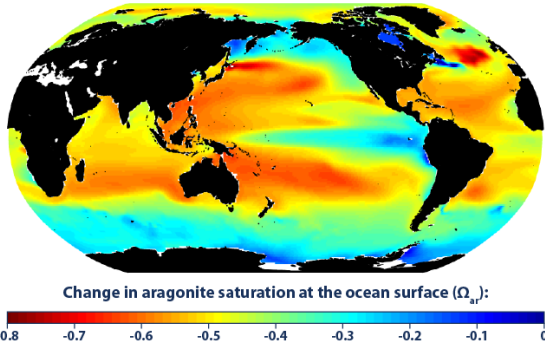 Change in aragonite saturation at the ocean surface (Ωar):
0.8 -0.7 -0.6 -0.5 -0.4 -0.3 -0.2 -0.1 0